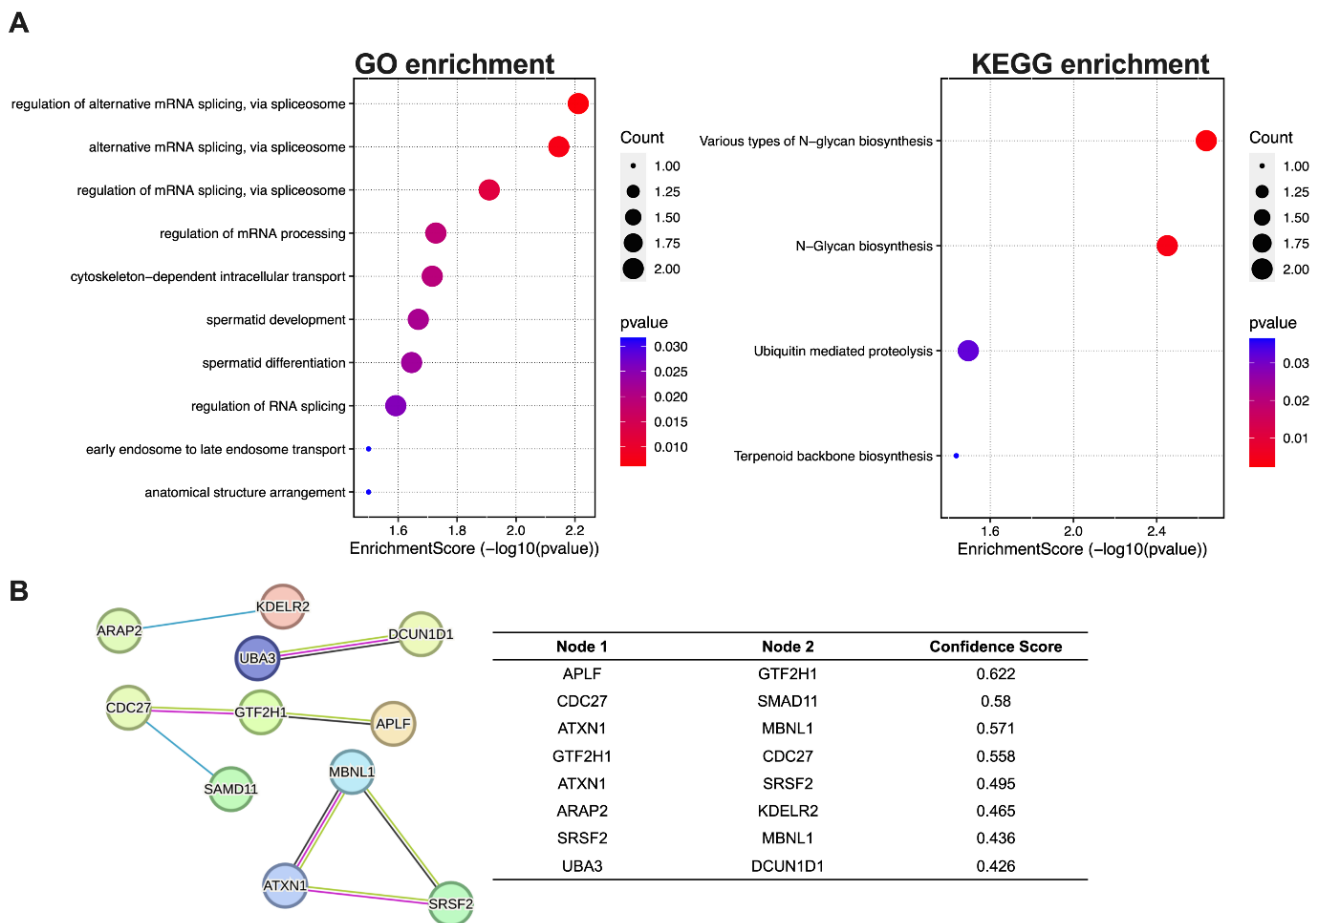 A
GO enrichment
regulation of alternative mRNA splicing, via spliceosome
alternative mRNA splicing, via spliceosome
regulation of mRNA splicing, via spliceosome
regulation of mRNA processing
cytoskeleton−dependent intracellular transport
spermatid development
spermatid differentiation
regulation of RNA splicing
early endosome to late endosome transport
anatomical structure arrangement
1.6 1.8 2.0 2.2
EnrichmentScore (−log10(pvalue))
Count
1.00
1.25
1.50
1.75
2.00
pvalue
0.030
0.025
0.020
0.015
0.010
KEGG enrichment
Various types of N−glycan biosynthesis
N−Glycan biosynthesis
Ubiquitin mediated proteolysis
Terpenoid backbone biosynthesis
1.6 2.0 2.4
EnrichmentScore (−log10(pvalue))
Count
1.00
1.25
1.50
1.75
2.00
pvalue
0.03
0.02
0.01
B
KDELR2
ARAP2
DCUN1D1
UBA3
CDC27
GTF2H1
APLF
SAMD11
MBNL1
ATXN1
SRSF2
Node 1 Node 2 Confidence Score
APLF GTF2H1 0.622
CDC27 SMAD11 0.58
ATXN1 MBNL1 0.571
GTF2H1 CDC27 0.558
ATXN1 SRSF2 0.495
ARAP2 KDELR2 0.465
SRSF2 MBNL1 0.436
UBA3 DCUN1D1 0.426